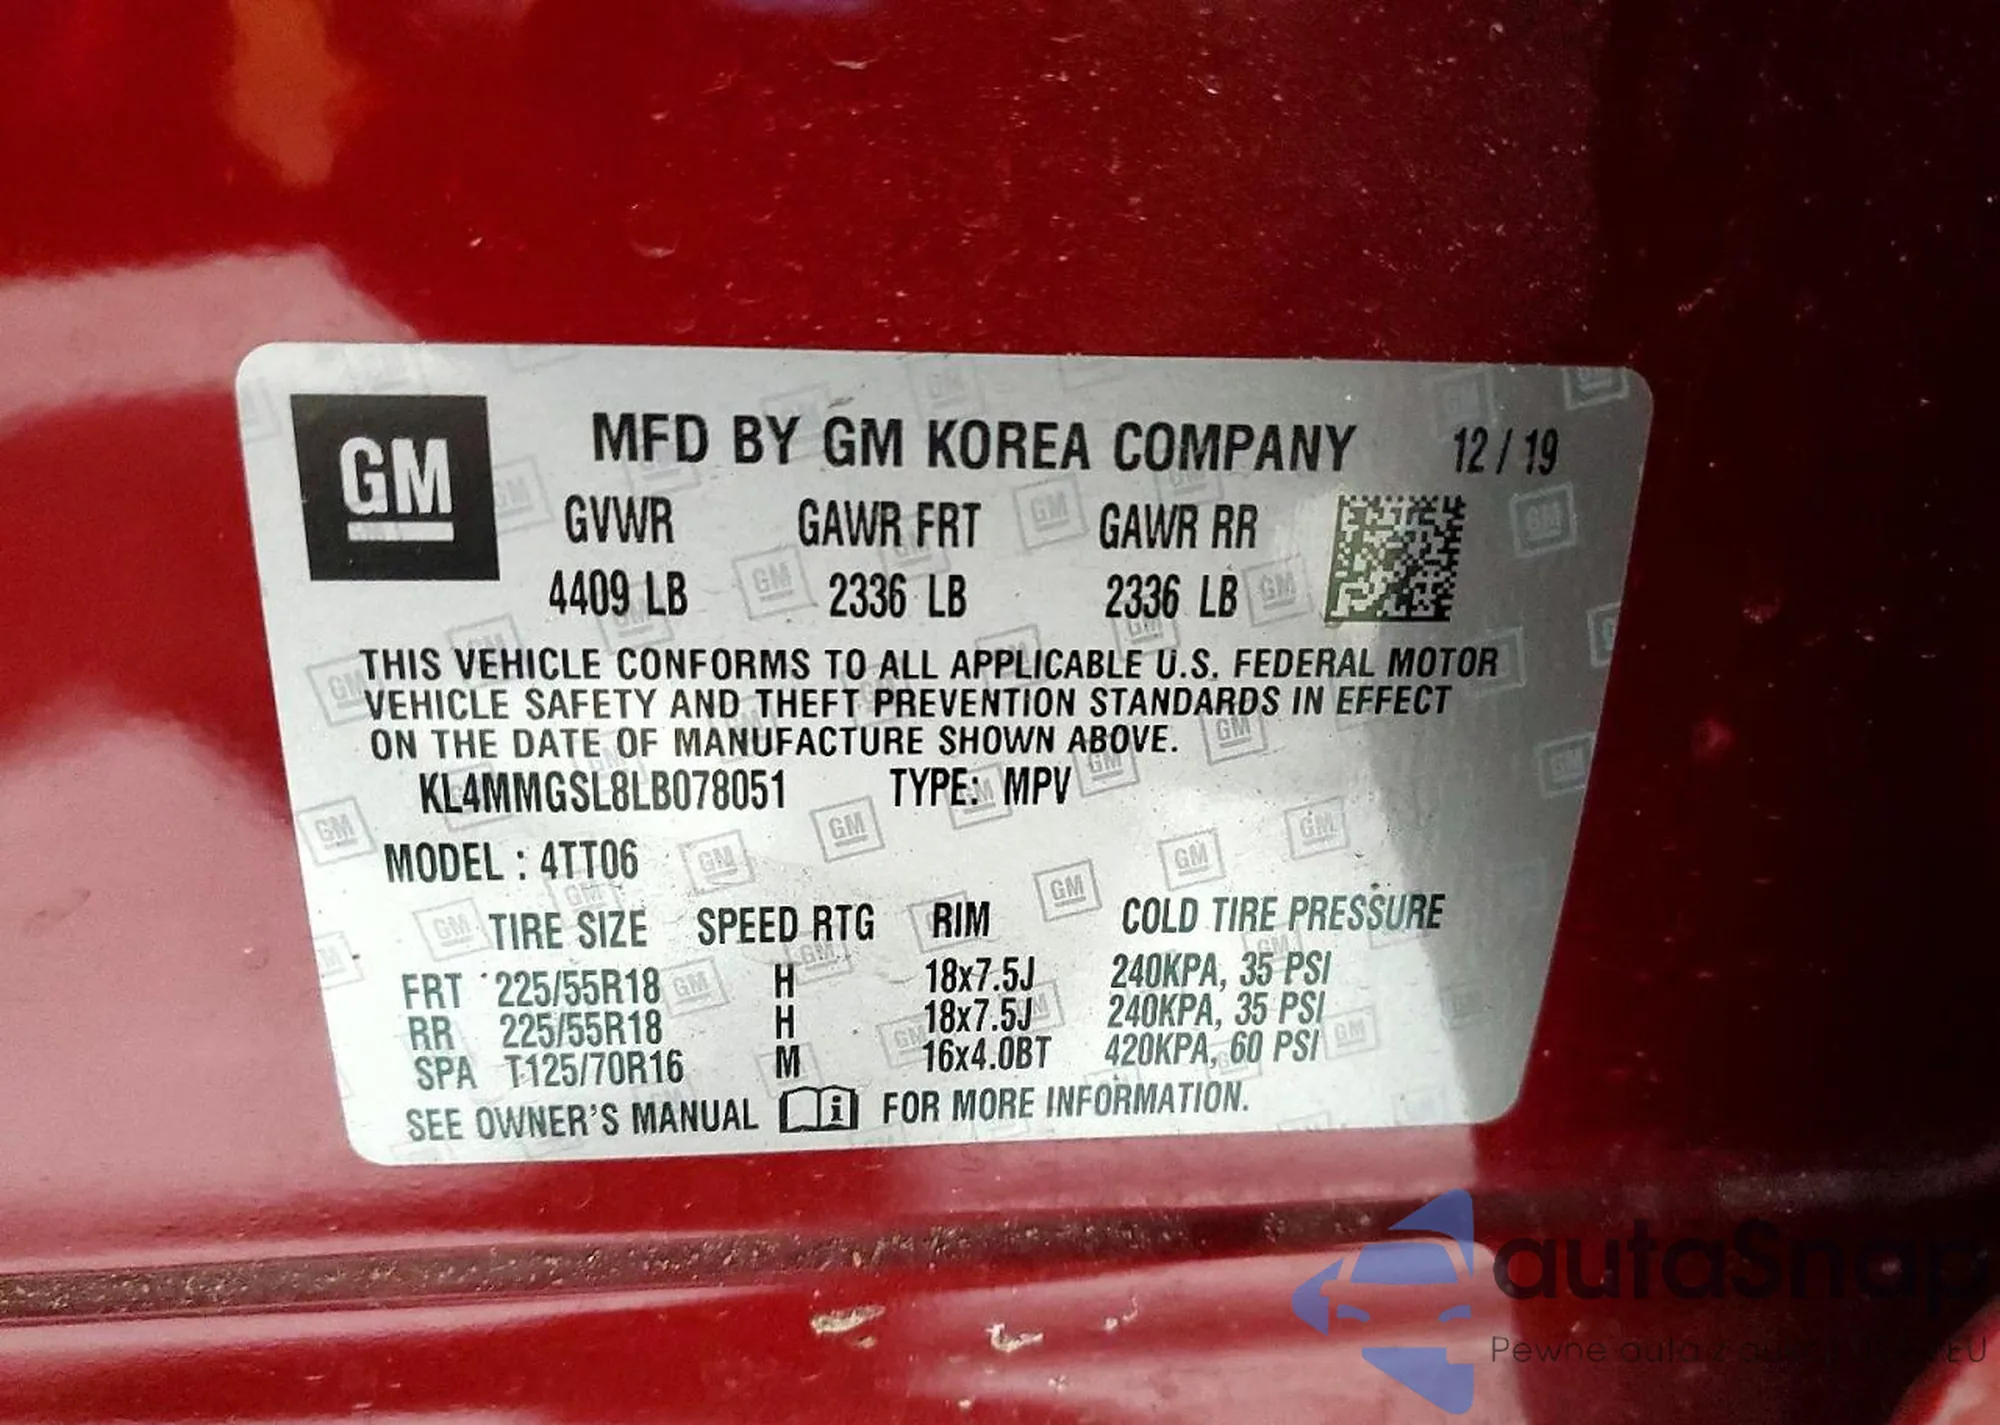 GM
MFD BY GM KOREA COMPANY 12 / 19
GVWR GAWR FRT GAWR RR
4409 LB 2336 LB 2336 LB
THIS VEHICLE CONFORMS TO ALL APPLICABLE U.S. FEDERAL MOTOR
VEHICLE SAFETY AND THEFT PREVENTION STANDARDS IN EFFECT
ON THE DATE OF MANUFACTURE SHOWN ABOVE.
KL4MMGSL8LB078051 TYPE: MPV
MODEL : 4TT06
TIRE SIZE SPEED RTG RIM COLD TIRE PRESSURE
FRT 225/55R18 H 18x7.5J 240KPA, 35 PSI
RR 225/55R18 H 18x7.5J 240KPA, 35 PSI
SPA T125/70R16 M 16x4.0BT 420KPA, 60 PSI
SEE OWNER'S MANUAL i FOR MORE INFORMATION.
autaSnap
Pewne auta z